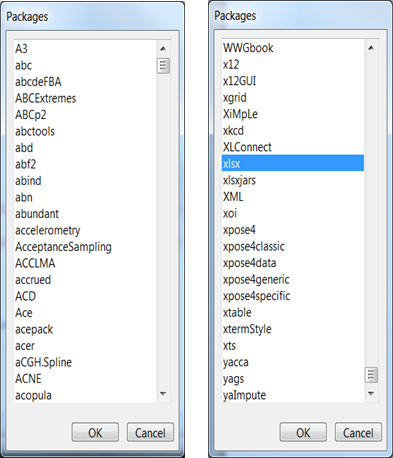 Packages
A3
abc
abcdeFBA
ABCExtremes
ABCp2
abctools
abd
abf2
abind
abn
abundant
accelerometry
AcceptanceSampling
ACCLMA
accrued
ACD
Ace
acepack
acer
aCGH.Spline
ACNE
acopula
OK
Cancel
Packages
WWGbook
x12
x12GUI
xgrid
XiMpLe
xkcd
XLConnect
xlsx
xlsxjars
XML
xoi
xpose4
xpose4classic
xpose4data
xpose4generic
xpose4specific
xtable
xtermStyle
xts
yacca
yags
yaImpute
OK
Cancel